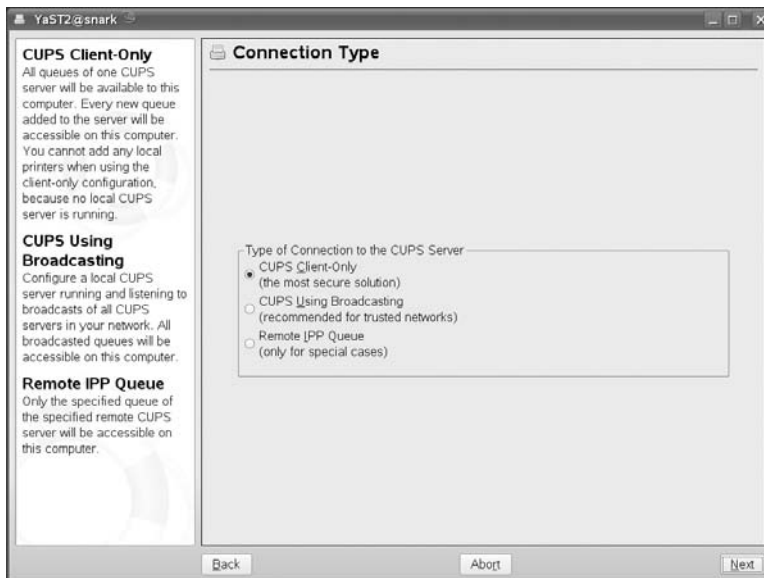 YaST2@snark
CUPS Client-Only
All queues of one CUPS
server will be available to this
computer. Every new queue
added to the server will be
accessible on this computer.
You cannot add any local
printers when using the
client-only configuration,
because no local CUPS
server is running.
CUPS Using
Broadcasting
Configure a local CUPS
server running and listening to
broadcasts of all CUPS
servers in your network. All
broadcasted queues will be
accessible on this computer.
Remote IPP Queue
Only the specified queue of
the specified remote CUPS
server will be accessible on
this computer.
Connection Type
Type of Connection to the CUPS Server
CUPS Client-Only
(the most secure solution)
CUPS Using Broadcasting
(recommended for trusted networks)
Remote IPP Queue
(only for special cases)
Back
Abort
Next